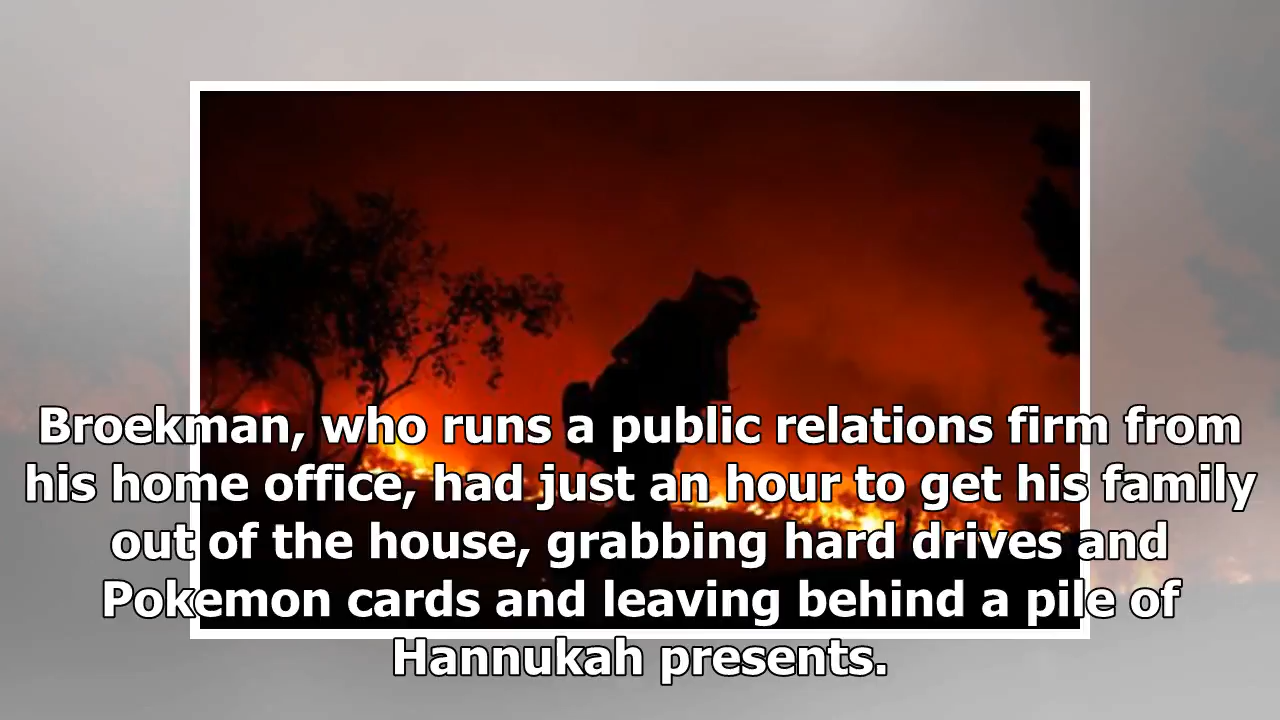 Broekman, who runs a public relations firm from
his home office, had just an hour to get his family
out of the house, grabbing hard drives and
Pokemon cards and leaving behind a pile of
Hannukah presents.